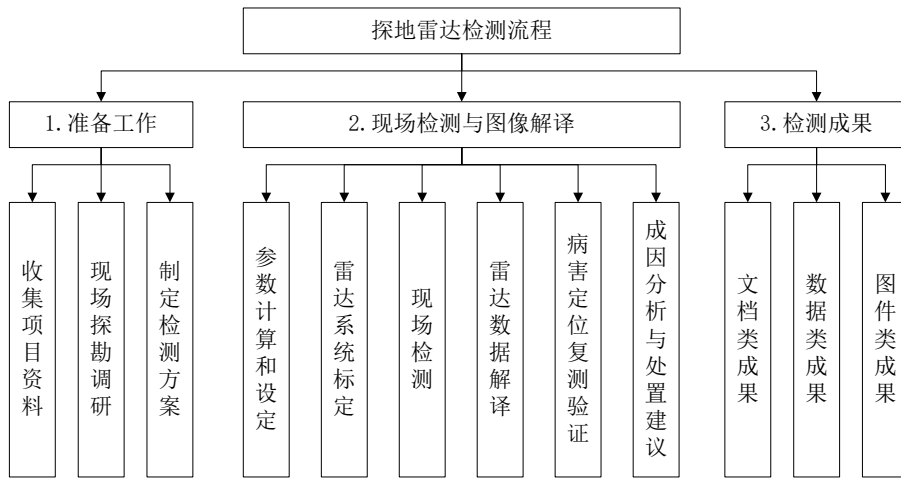 探地雷达检测流程
1.准备工作
2.现场检测与图像解译
3.检测成果
收集项目资料
现场探勘调研
制定检测方案
参数计算和设定
雷达系统标定
现场检测
雷达数据解译
病害定位复测验证
成因分析与处置建议
文档类成果
数据类成果
图件类成果